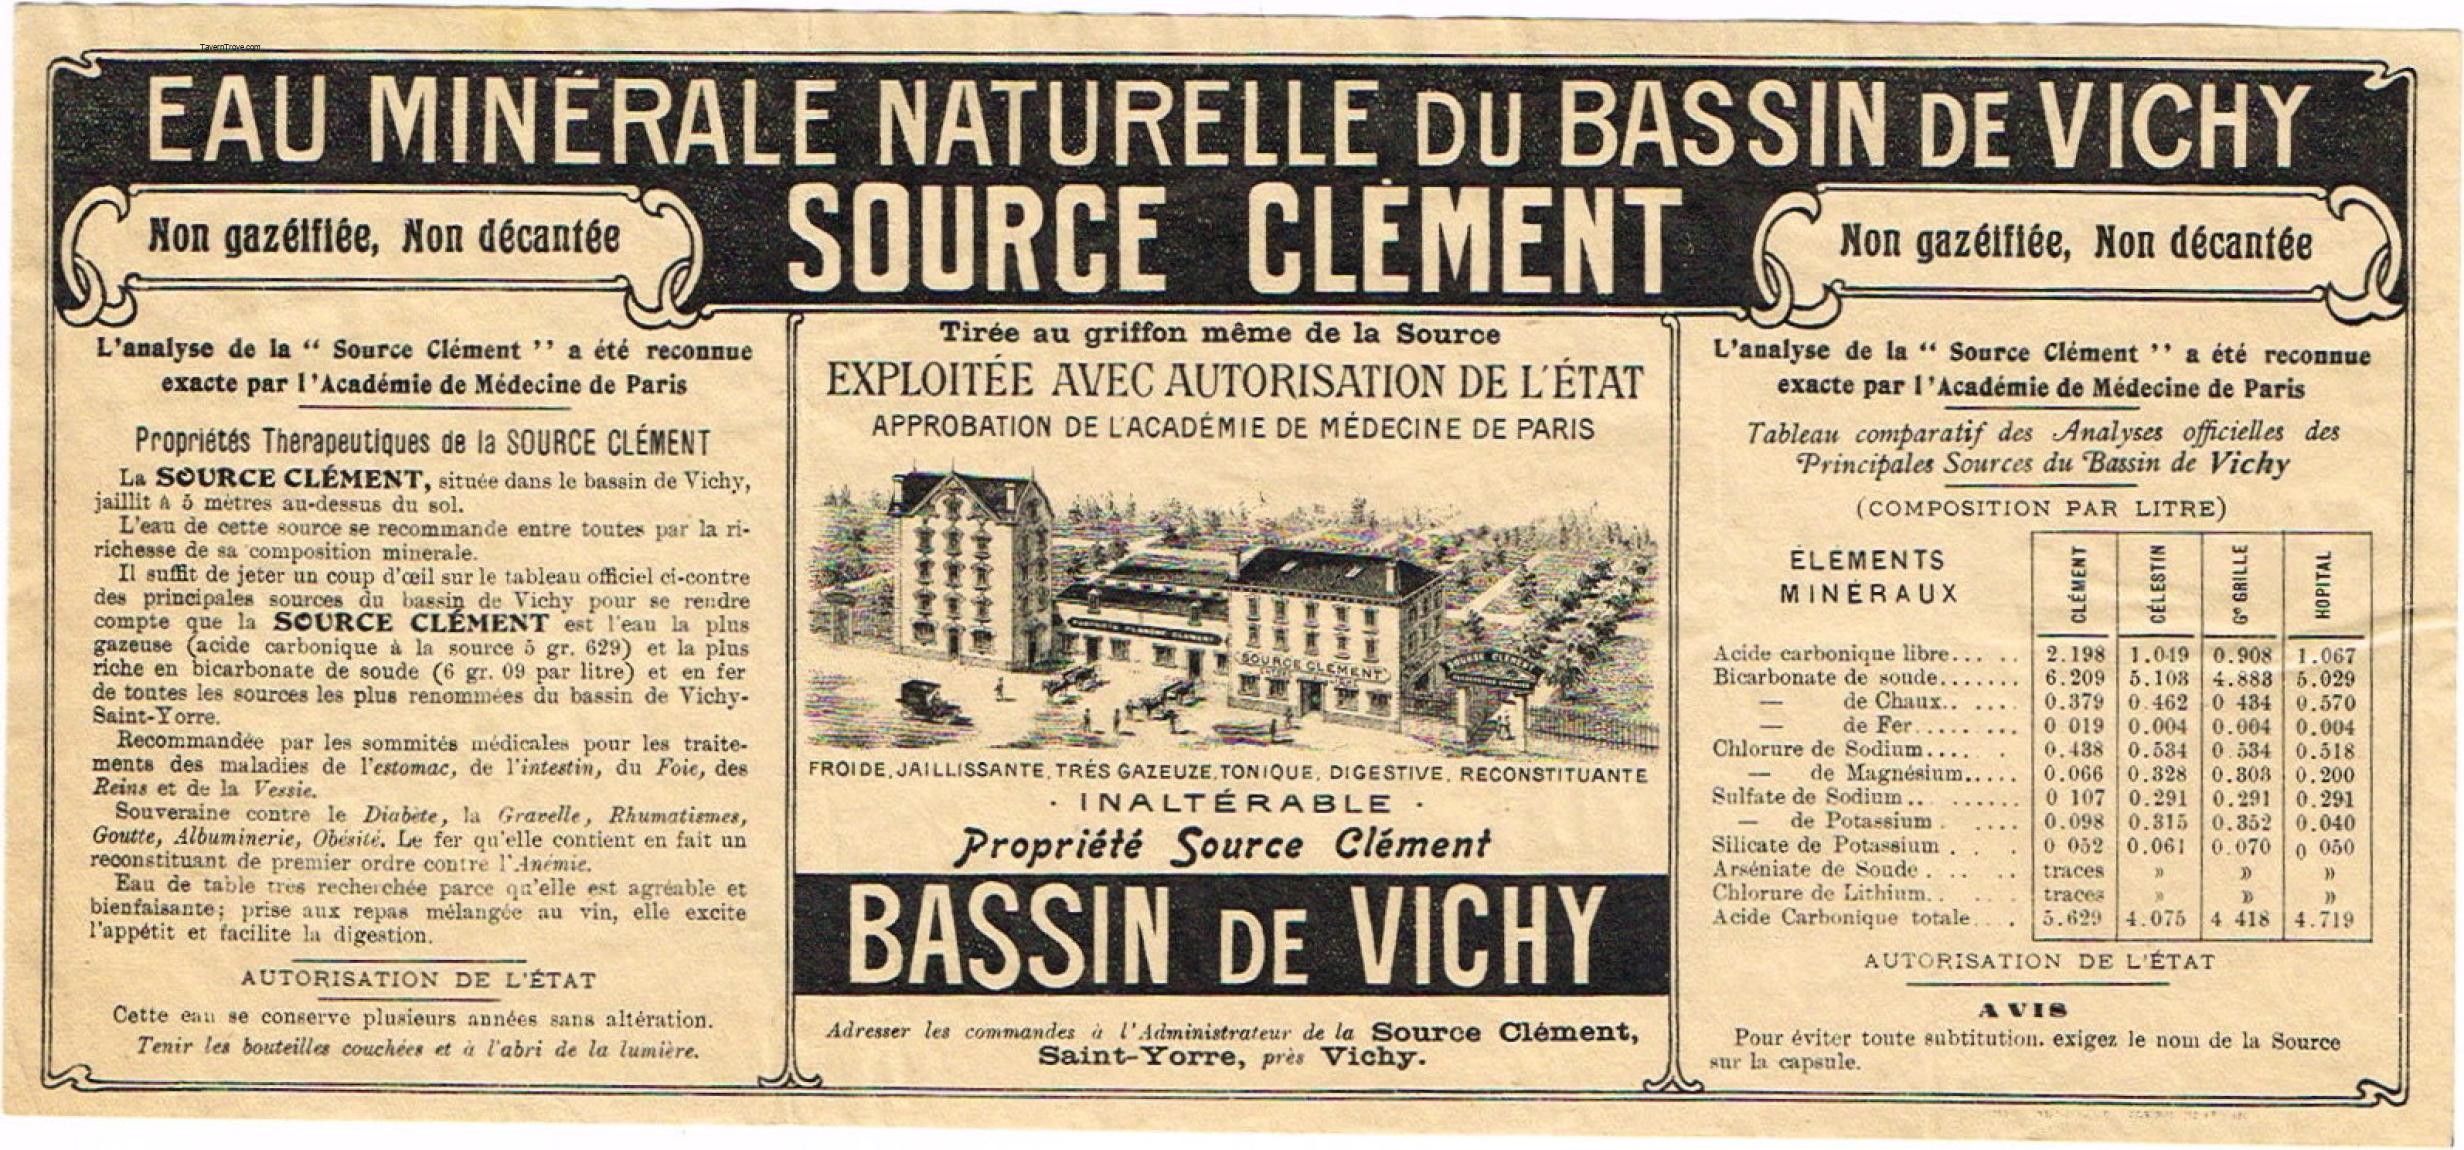 TavernTrove.com
EAU MINÉRALE NATURELLE DU BASSIN DE VICHY
SOURCE CLÉMENT
Non gazéifiée, Non décantée
Non gazéifiée, Non décantée
L'analyse de la “ Source Clément ” a été reconnue
exacte par l'Académie de Médecine de Paris
Propriétés Therapeutiques de la SOURCE CLÉMENT
La SOURCE CLÉMENT, située dans le bassin de Vichy,
jaillit à 5 mètres au-dessus du sol.
L'eau de cette source se recommande entre toutes par la ri-
richesse de sa composition minerale.
Il suffit de jeter un coup d'œil sur le tableau officiel ci-contre
des principales sources du bassin de Vichy pour se rendre
compte que la SOURCE CLÉMENT est l'eau la plus
gazeuse (acide carbonique à la source 5 gr. 629) et la plus
riche en bicarbonate de soude (6 gr. 09 par litre) et en fer
de toutes les sources les plus renommées du bassin de Vichy-
Saint-Yorre.
Recommandée par les sommités médicales pour les traite-
ments des maladies de l'estomac, de l'intestin, du Foie, des
Reins et de la Vessie.
Souveraine contre le Diabète, la Gravelle, Rhumatismes,
Goutte, Albuminerie, Obésité. Le fer qu'elle contient en fait un
reconstituant de premier ordre contre l'Anémie.
Eau de table très recherchée parce qu'elle est agréable et
bienfaisante; prise aux repas mélangée au vin, elle excite
l'appétit et facilite la digestion.
AUTORISATION DE L'ÉTAT
Cette eau se conserve plusieurs années sans altération.
Tenir les bouteilles couchées et à l'abri de la lumière.
Tirée au griffon même de la Source
EXPLOITÉE AVEC AUTORISATION DE L'ÉTAT
APPROBATION DE L'ACADÉMIE DE MÉDECINE DE PARIS
SOURCE CLEMENT
SOURCE CLEMENT
FROIDE, JAILLISSANTE, TRÉS GAZEUZE, TONIQUE, DIGESTIVE, RECONSTITUANTE
· INALTÉRABLE ·
Propriété Source Clément
BASSIN DE VICHY
Adresser les commandes à l'Administrateur de la Source Clément,
Saint-Yorre, près Vichy.
L'analyse de la “ Source Clément ” a été reconnue
exacte par l'Académie de Médecine de Paris
Tableau comparatif des Analyses officielles des
Principales Sources du Bassin de Vichy
(COMPOSITION PAR LITRE)
ÉLÉMENTS MINÉRAUX CLÉMENT CÉLESTIN Gde GRILLE HOPITAL
Acide carbonique libre... .. 2.198 1.049 0.908 1.067
Bicarbonate de soude....... 6.209 5.103 4.883 5.029
— de Chaux.. .... 0.379 0.462 0 434 0.570
— de Fer......... 0 019 0.004 0.004 0.004
Chlorure de Sodium.... . 0.438 0.534 0 534 0.518
— de Magnésium..... 0.066 0.328 0.303 0.200
Sulfate de Sodium .. ...... 0 107 0.291 0.291 0.291
— de Potassium . .... 0.098 0.315 0.352 0.040
Silicate de Potassium . . . 0 052 0.061 0.070 0 050
Arséniate de Soude . .. .. traces » » »
Chlorure de Lithium. . . .. traces » » »
Acide Carbonique totale... . 5.629 4.075 4 418 4.719
AUTORISATION DE L'ÉTAT
AVIS
Pour éviter toute subtitution. exigez le nom de la Source
sur la capsule.